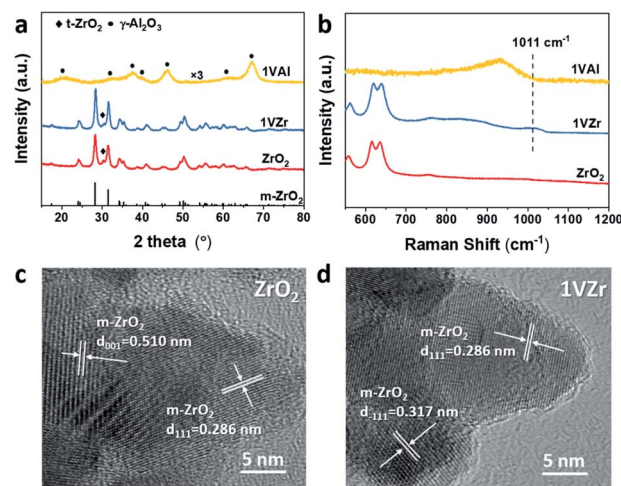 a
◆ t-ZrO₂ ● γ-Al₂O₃
1VAl
×3
1VZr
ZrO₂
m-ZrO₂
Intensity (a.u.)
20 30 40 50 60 70 80
2 theta (°)
b
1011 cm⁻¹
1VAl
1VZr
ZrO₂
Intensity (a.u.)
600 700 800 900 1000 1100 1200
Raman Shift (cm⁻¹)
c
ZrO₂
m-ZrO₂
d₀₀₁=0.510 nm
m-ZrO₂
d₁₁₁=0.286 nm
5 nm
d
1VZr
m-ZrO₂
d₁₁₁=0.286 nm
m-ZrO₂
d₋₁₁₁=0.317 nm
5 nm